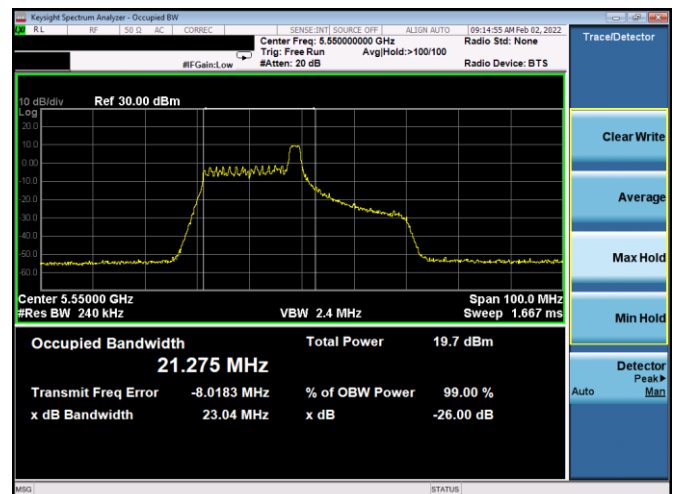 Keysight Spectrum Analyzer - Occupied BW
RL RF 50 Ω AC CORREC SENSE:INT SOURCE OFF ALIGN AUTO 09:14:55 AM Feb 02, 2022
Center Freq: 5.550000000 GHz Radio Std: None
Trig: Free Run Avg|Hold:>100/100
#IFGain:Low #Atten: 20 dB Radio Device: BTS
10 dB/div Ref 30.00 dBm
Log
20.0
10.0
0.00
-10.0
-20.0
-30.0
-40.0
-50.0
-60.0
Center 5.55000 GHz Span 100.0 MHz
#Res BW 240 kHz VBW 2.4 MHz Sweep 1.667 ms
Occupied Bandwidth Total Power 19.7 dBm
21.275 MHz
Transmit Freq Error -8.0183 MHz % of OBW Power 99.00 %
x dB Bandwidth 23.04 MHz x dB -26.00 dB
MSG STATUS
Trace/Detector
Clear Write
Average
Max Hold
Min Hold
Detector
Peak▶
Auto Man